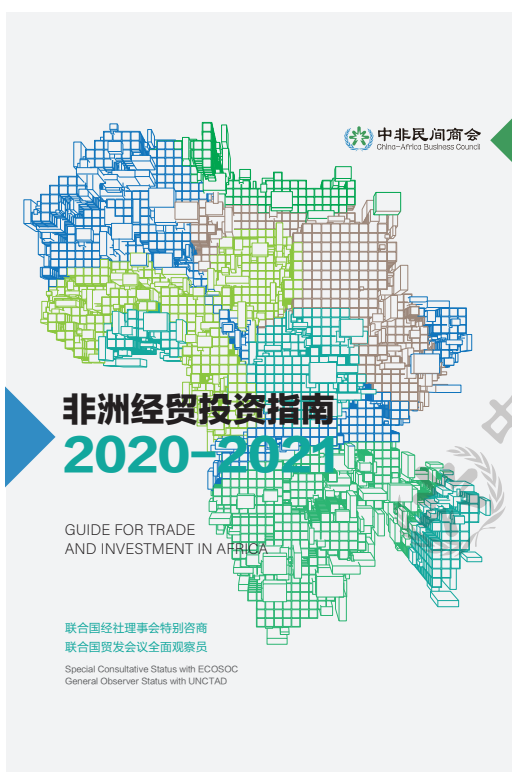 中非民间商会
China-Africa Business Council
非洲经贸投资指南
2020-2021
GUIDE FOR TRADE
AND INVESTMENT IN AFRICA
联合国经社理事会特别咨商
联合国贸发会议全面观察员
Special Consultative Status with ECOSOC
General Observer Status with UNCTAD